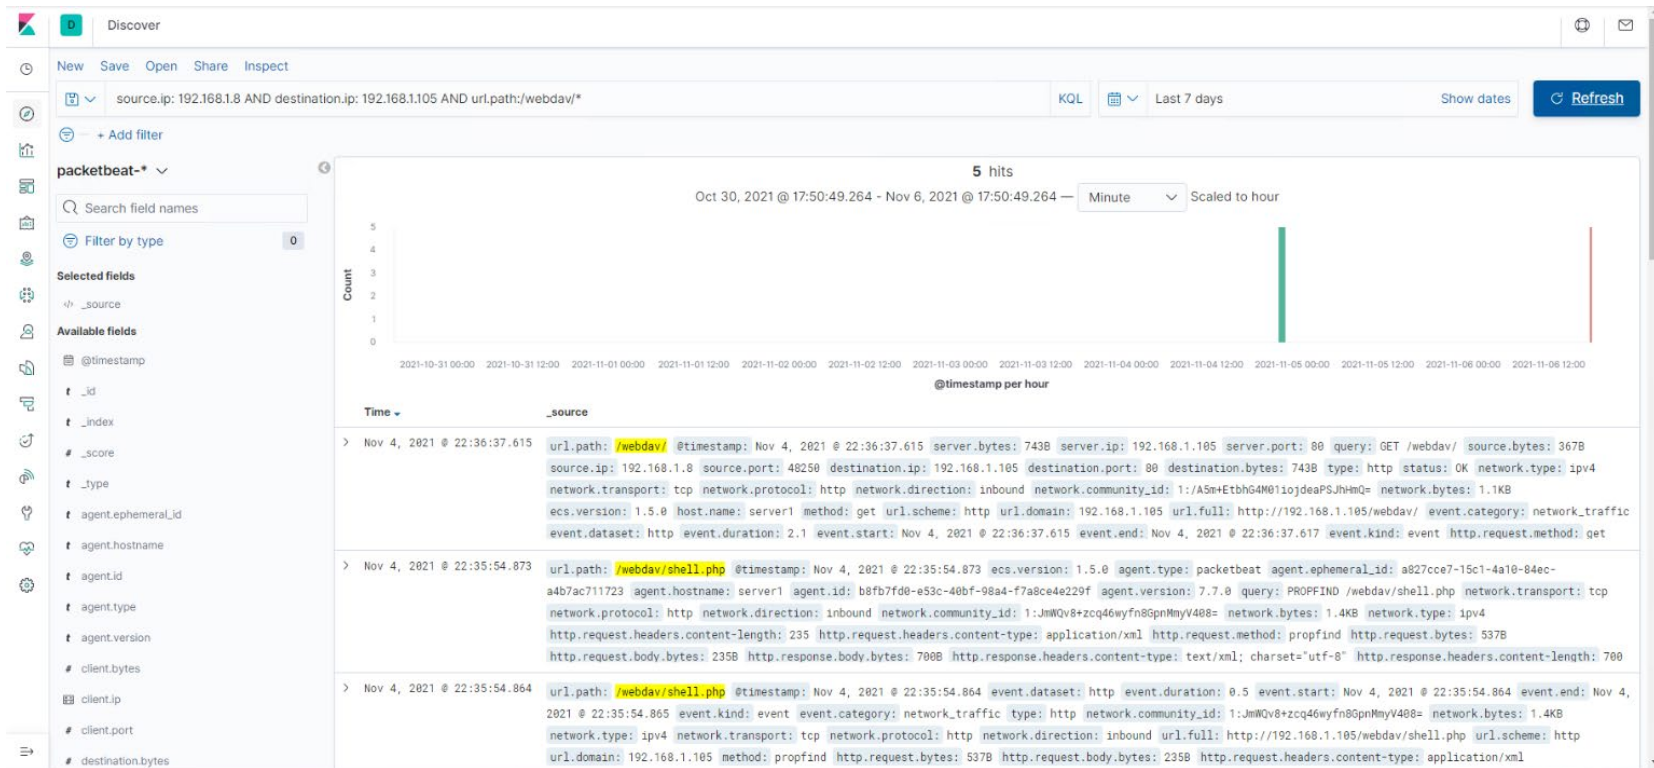 D Discover
New Save Open Share Inspect
source.ip: 192.168.1.8 AND destination.ip: 192.168.1.105 AND url.path:/webdav/* KQL Last 7 days Show dates Refresh
+ Add filter
packetbeat-*
Search field names
Filter by type 0
Selected fields
_source
Available fields
@timestamp
t _id
t _index
# _score
t _type
t agent.ephemeral_id
t agent.hostname
t agent.id
t agent.type
t agent.version
# client.bytes
client.ip
# client.port
# destination.bytes
5 hits
Oct 30, 2021 @ 17:50:49.264 - Nov 6, 2021 @ 17:50:49.264 — Minute Scaled to hour
Count
5
4
3
2
1
0
2021-10-31 00:00 2021-10-31 12:00 2021-11-01 00:00 2021-11-01 12:00 2021-11-02 00:00 2021-11-02 12:00 2021-11-03 00:00 2021-11-03 12:00 2021-11-04 00:00 2021-11-04 12:00 2021-11-05 00:00 2021-11-05 12:00 2021-11-06 00:00 2021-11-06 12:00
@timestamp per hour
Time _source
Nov 4, 2021 @ 22:36:37.615 url.path: /webdav/ @timestamp: Nov 4, 2021 @ 22:36:37.615 server.bytes: 743B server.ip: 192.168.1.105 server.port: 80 query: GET /webdav/ source.bytes: 367B
source.ip: 192.168.1.8 source.port: 48250 destination.ip: 192.168.1.105 destination.port: 80 destination.bytes: 743B type: http status: OK network.type: ipv4
network.transport: tcp network.protocol: http network.direction: inbound network.community_id: 1:/A5m+EtbhG4M01iojdeaPSJhHmQ= network.bytes: 1.1KB
ecs.version: 1.5.0 host.name: server1 method: get url.scheme: http url.domain: 192.168.1.105 url.full: http://192.168.1.105/webdav/ event.category: network_traffic
event.dataset: http event.duration: 2.1 event.start: Nov 4, 2021 @ 22:36:37.615 event.end: Nov 4, 2021 @ 22:36:37.617 event.kind: event http.request.method: get
Nov 4, 2021 @ 22:35:54.873 url.path: /webdav/shell.php @timestamp: Nov 4, 2021 @ 22:35:54.873 ecs.version: 1.5.0 agent.type: packetbeat agent.ephemeral_id: a827cce7-15c1-4a10-84ec-
a4b7ac711723 agent.hostname: server1 agent.id: b8fb7fd0-e53c-40bf-98a4-f7a8ce4e229f agent.version: 7.7.0 query: PROPFIND /webdav/shell.php network.transport: tcp
network.protocol: http network.direction: inbound network.community_id: 1:JmWQv8+zcq46wyfn8GpnMmyV408= network.bytes: 1.4KB network.type: ipv4
http.request.headers.content-length: 235 http.request.headers.content-type: application/xml http.request.method: propfind http.request.bytes: 537B
http.request.body.bytes: 235B http.response.body.bytes: 700B http.response.headers.content-type: text/xml; charset="utf-8" http.response.headers.content-length: 700
Nov 4, 2021 @ 22:35:54.864 url.path: /webdav/shell.php @timestamp: Nov 4, 2021 @ 22:35:54.864 event.dataset: http event.duration: 0.5 event.start: Nov 4, 2021 @ 22:35:54.864 event.end: Nov 4,
2021 @ 22:35:54.865 event.kind: event event.category: network_traffic type: http network.community_id: 1:JmWQv8+zcq46wyfn8GpnMmyV408= network.bytes: 1.4KB
network.type: ipv4 network.transport: tcp network.protocol: http network.direction: inbound url.full: http://192.168.1.105/webdav/shell.php url.scheme: http
url.domain: 192.168.1.105 method: propfind http.request.bytes: 537B http.request.body.bytes: 235B http.request.headers.content-type: application/xml